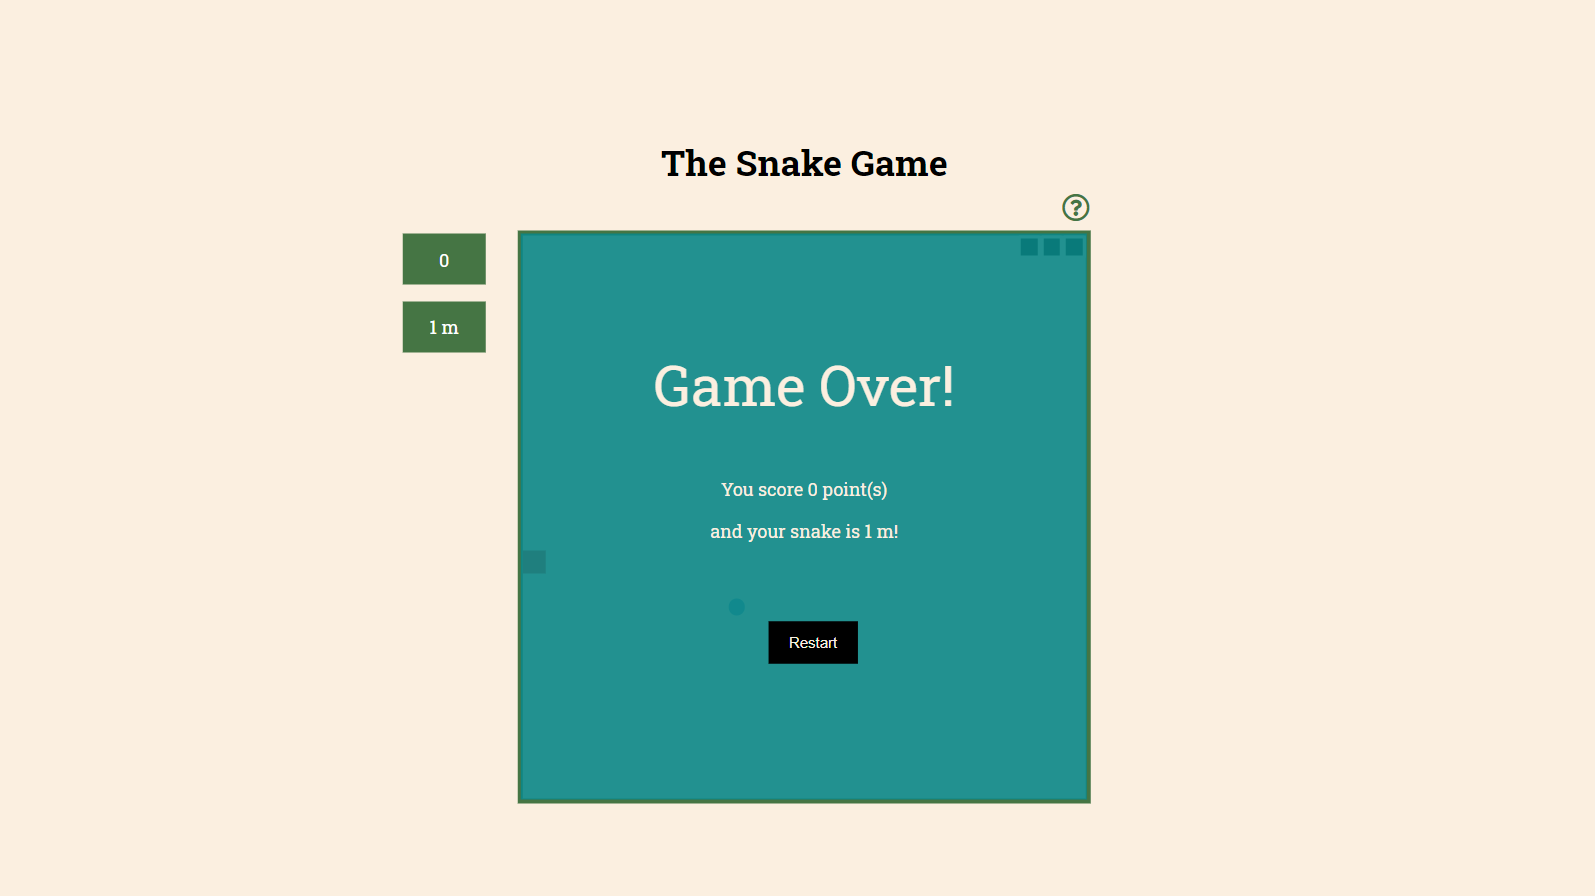 The Snake Game
?
0
1 m
Game Over!
You score 0 point(s)
and your snake is 1 m!
Restart